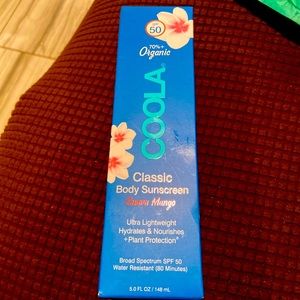 SPF
50
70%+
Organic
COOLA®
Classic
Body Sunscreen
Guava Mango
Ultra Lightweight
Hydrates & Nourishes
+Plant Protection®
Broad Spectrum SPF 50
Water Resistant (80 Minutes)
5.0 FL OZ / 148 mL